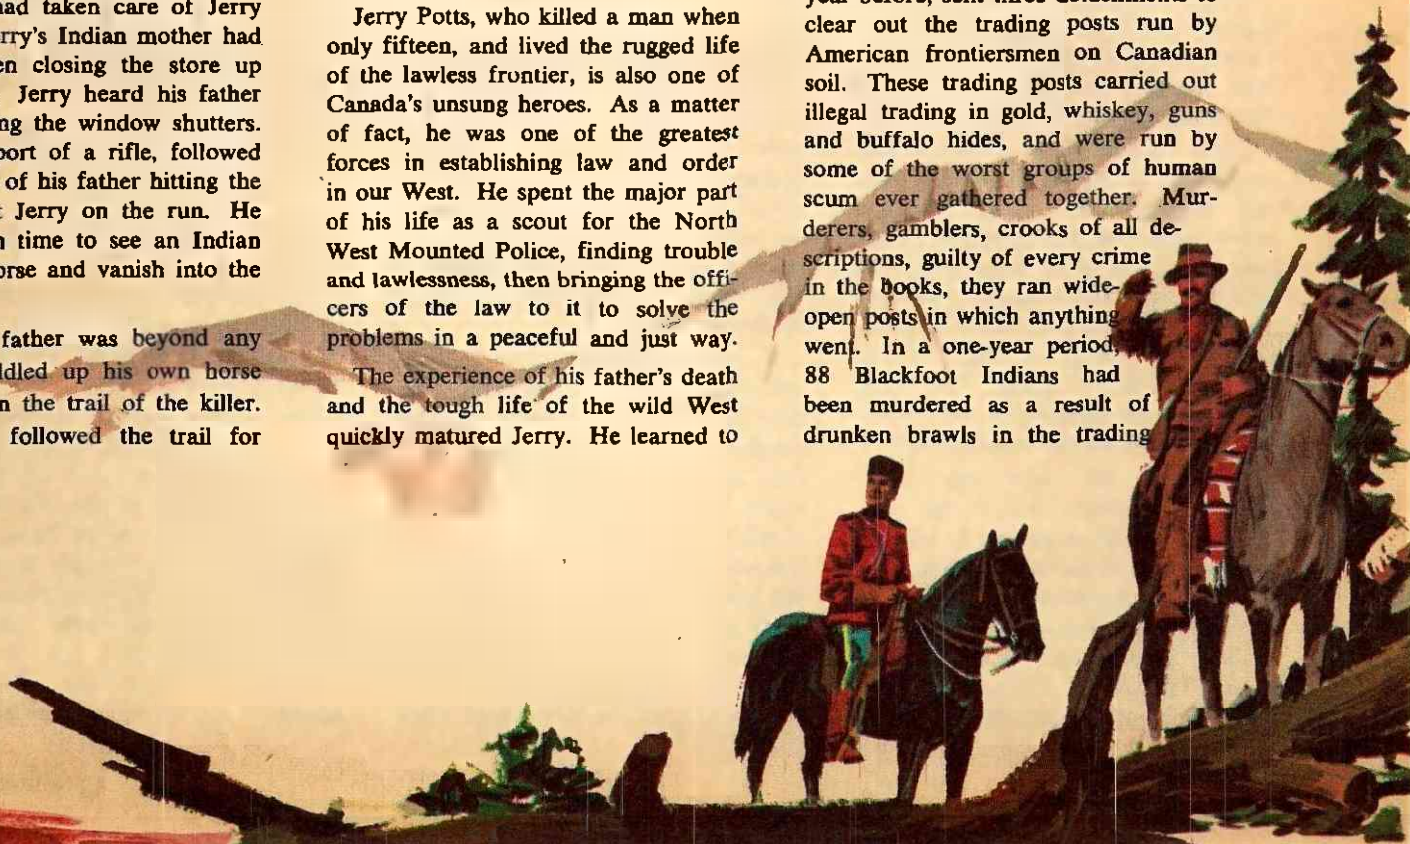 had taken care of Jerry
rry's Indian mother had
en closing the store up
Jerry heard his father
ng the window shutters.
port of a rifle, followed
of his father hitting the
t Jerry on the run. He
n time to see an Indian
orse and vanish into the
father was beyond any
ldled up his own horse
n the trail of the killer.
followed the trail for
Jerry Potts, who killed a man when
only fifteen, and lived the rugged life
of the lawless frontier, is also one of
Canada's unsung heroes. As a matter
of fact, he was one of the greatest
forces in establishing law and order
in our West. He spent the major part
of his life as a scout for the North
West Mounted Police, finding trouble
and lawlessness, then bringing the offi-
cers of the law to it to solve the
problems in a peaceful and just way.
The experience of his father's death
and the tough life of the wild West
quickly matured Jerry. He learned to
clear out the trading posts run by
American frontiersmen on Canadian
soil. These trading posts carried out
illegal trading in gold, whiskey, guns
and buffalo hides, and were run by
some of the worst groups of human
scum ever gathered together. Mur-
derers, gamblers, crooks of all de-
scriptions, guilty of every crime
in the books, they ran wide-
open posts in which anything
went. In a one-year period,
88 Blackfoot Indians had
been murdered as a result of
drunken brawls in the trading